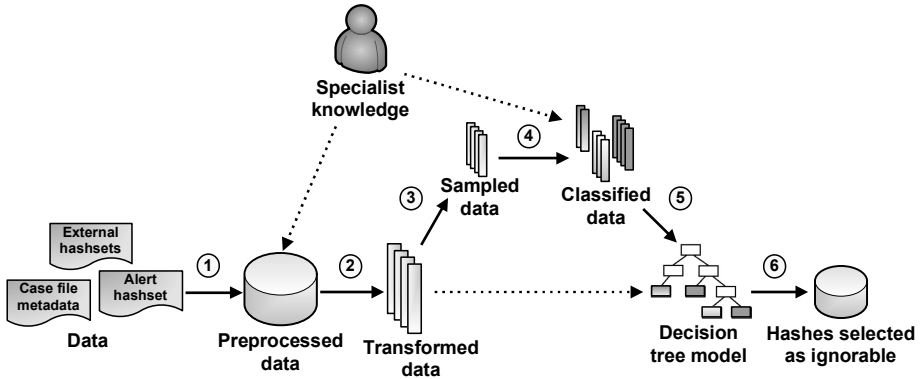 Specialist
knowledge
4
Sampled
data
Classified
data
3
5
External
hashsets
Case file
metadata
Alert
hashset
Data
1
Preprocessed
data
2
Transformed
data
Decision
tree model
6
Hashes selected
as ignorable